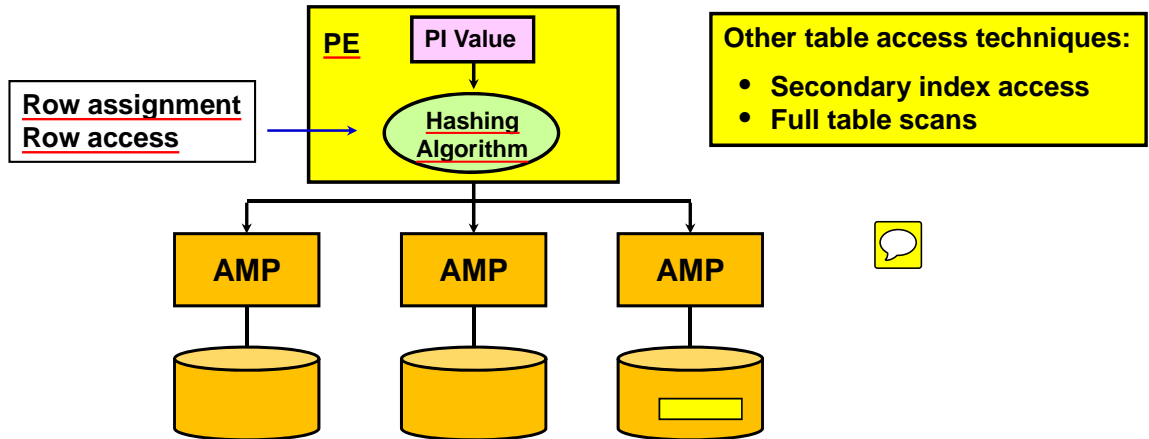 PE
PI Value
Row assignment
Row access
Hashing
Algorithm
Other table access techniques:
• Secondary index access
• Full table scans
AMP
AMP
AMP